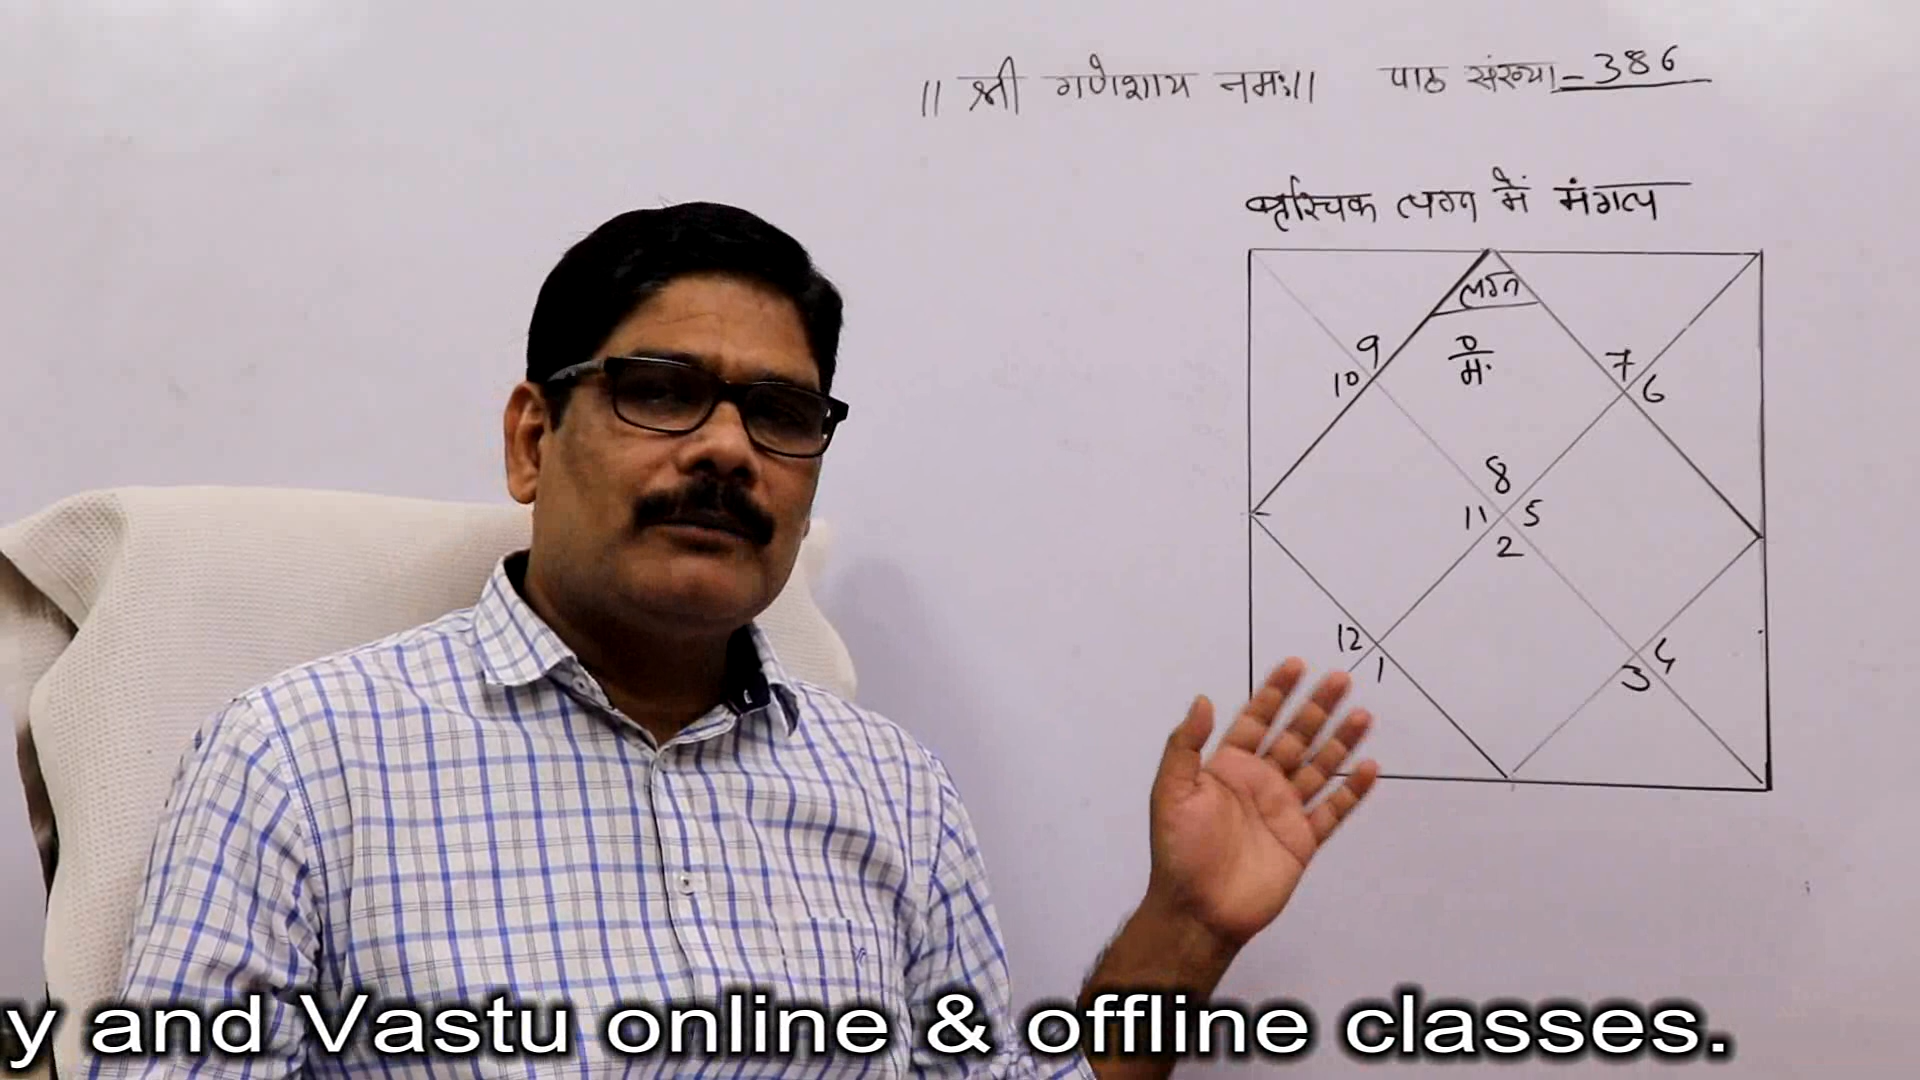 ॥ श्री गणेशाय नमः॥ पाठ संख्या - 386
वृश्चिक लग्न में मंगल
लग्न
9
10
0
मं.
7
6
8
11 5
2
12
1
4
3
y and Vastu online & offline classes.